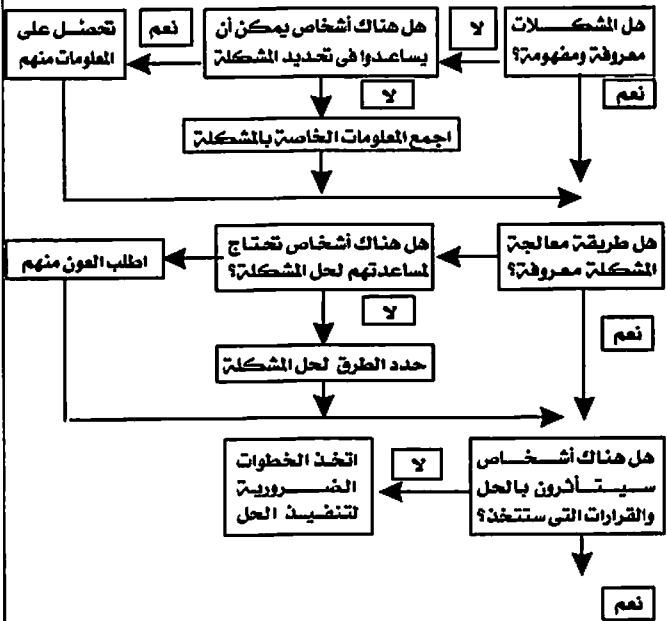 هل المشكلات
معروفة ومفهومة؟
لا
هل هناك أشخاص يمكن أن
يساعدوا فى تحديد المشكلة
نعم
تحصل على
المعلومات منهم
نعم
لا
اجمع المعلومات الخاصة بالمشكلة
هل طريقة معالجة
المشكلة معروفة؟
هل هناك أشخاص تحتاج
لمساعدتهم لحل المشكلة؟
اطلب العون منهم
نعم
لا
حدد الطرق لحل المشكلة
هل هناك أشخاص
سيتأثرون بالحل
والقرارات التى ستتخذ؟
لا
اتخذ الخطوات
الضرورية
لتنفيذ الحل
نعم